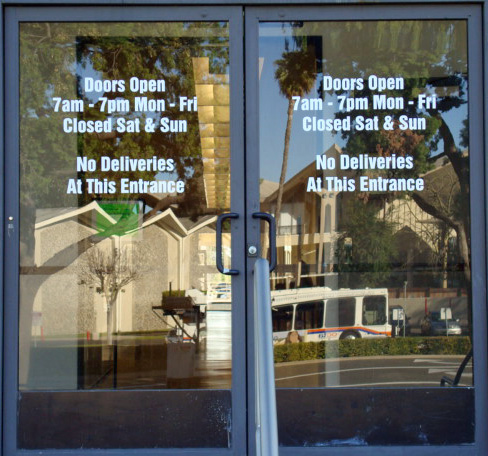 Doors Open
7am - 7pm Mon - Fri
Closed Sat & Sun
No Deliveries
At This Entrance
Doors Open
7am - 7pm Mon - Fri
Closed Sat & Sun
No Deliveries
At This Entrance